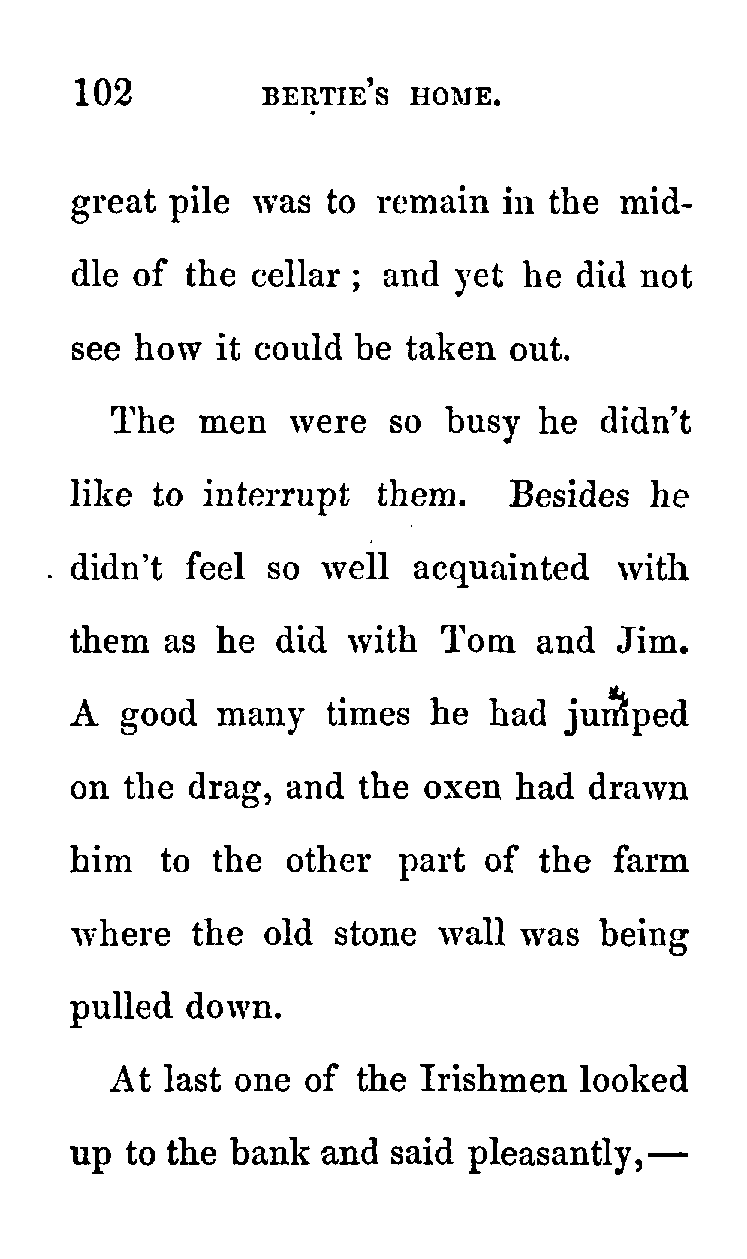 102 BERTIE'S HOME.
great pile was to remain in the mid-
dle of the cellar ; and yet he did not
see how it could be taken out.
The men were so busy he didn't
like to interrupt them. Besides he
didn't feel so well acquainted with
them as he did with Tom and Jim.
A good many times he had jumped
on the drag, and the oxen had drawn
him to the other part of the farm
where the old stone wall was being
pulled down.
At last one of the Irishmen looked
up to the bank and said pleasantly,—